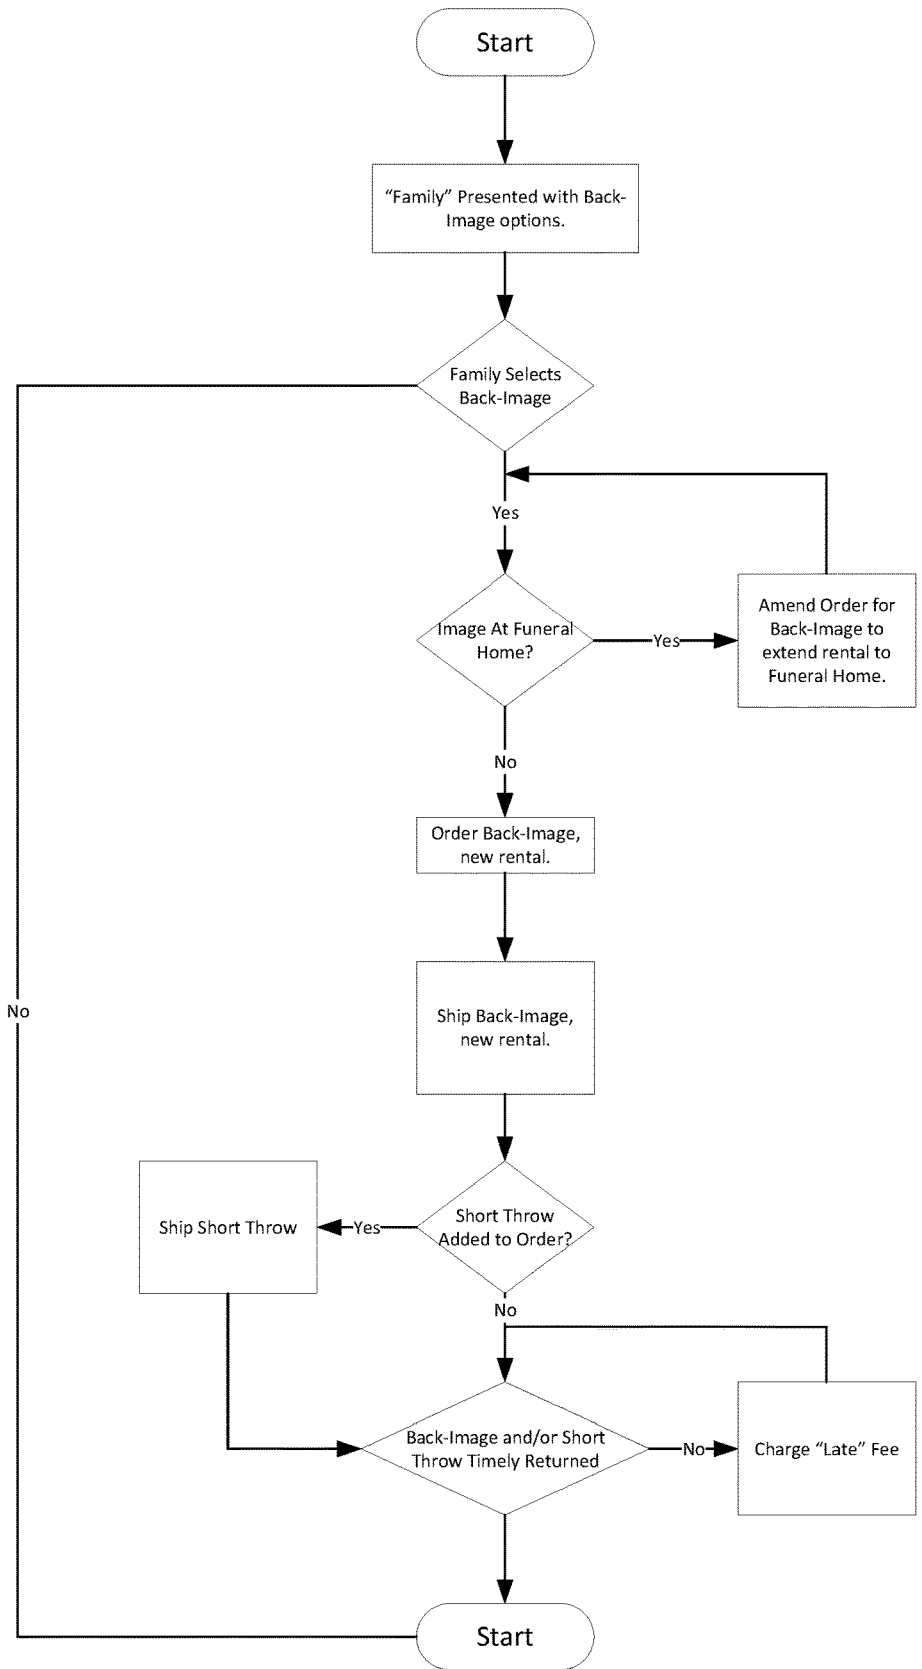 Start
“Family” Presented with Back-
Image options.
Family Selects
Back-Image
Yes
Image At Funeral
Home?
Yes
Amend Order for
Back-Image to
extend rental to
Funeral Home.
No
Order Back-Image,
new rental.
Ship Back-Image,
new rental.
No
Short Throw
Added to Order?
Yes
Ship Short Throw
No
Back-Image and/or Short
Throw Timely Returned
No
Charge “Late” Fee
Start